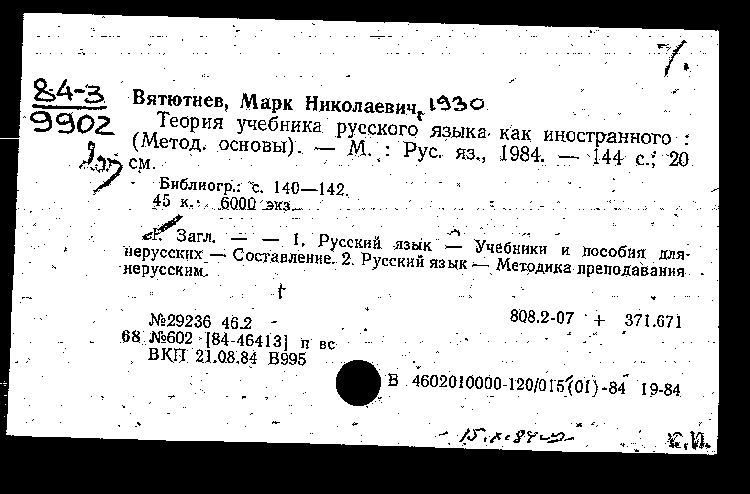 84-3
9902
Вятютнев, Марк Николаевич, 1930
Теория учебника русского языка как иностранного :
(Метод. основы). — М. : Рус. яз., 1984. — 144 с.; 20
см.
Библиогр.: с. 140—142.
45 к. 6000 экз.
1. Загл. — — 1. Русский язык — Учебники и пособия для
нерусских — Составление. 2. Русский язык — Методика преподавания
нерусским.
№29236 46.2 808.2-07 + 371.671
68 №602 [84-46413] п вс
ВКП 21.08.84 В995
В 4602010000-120/015(01)-84 19-84
15.X.84